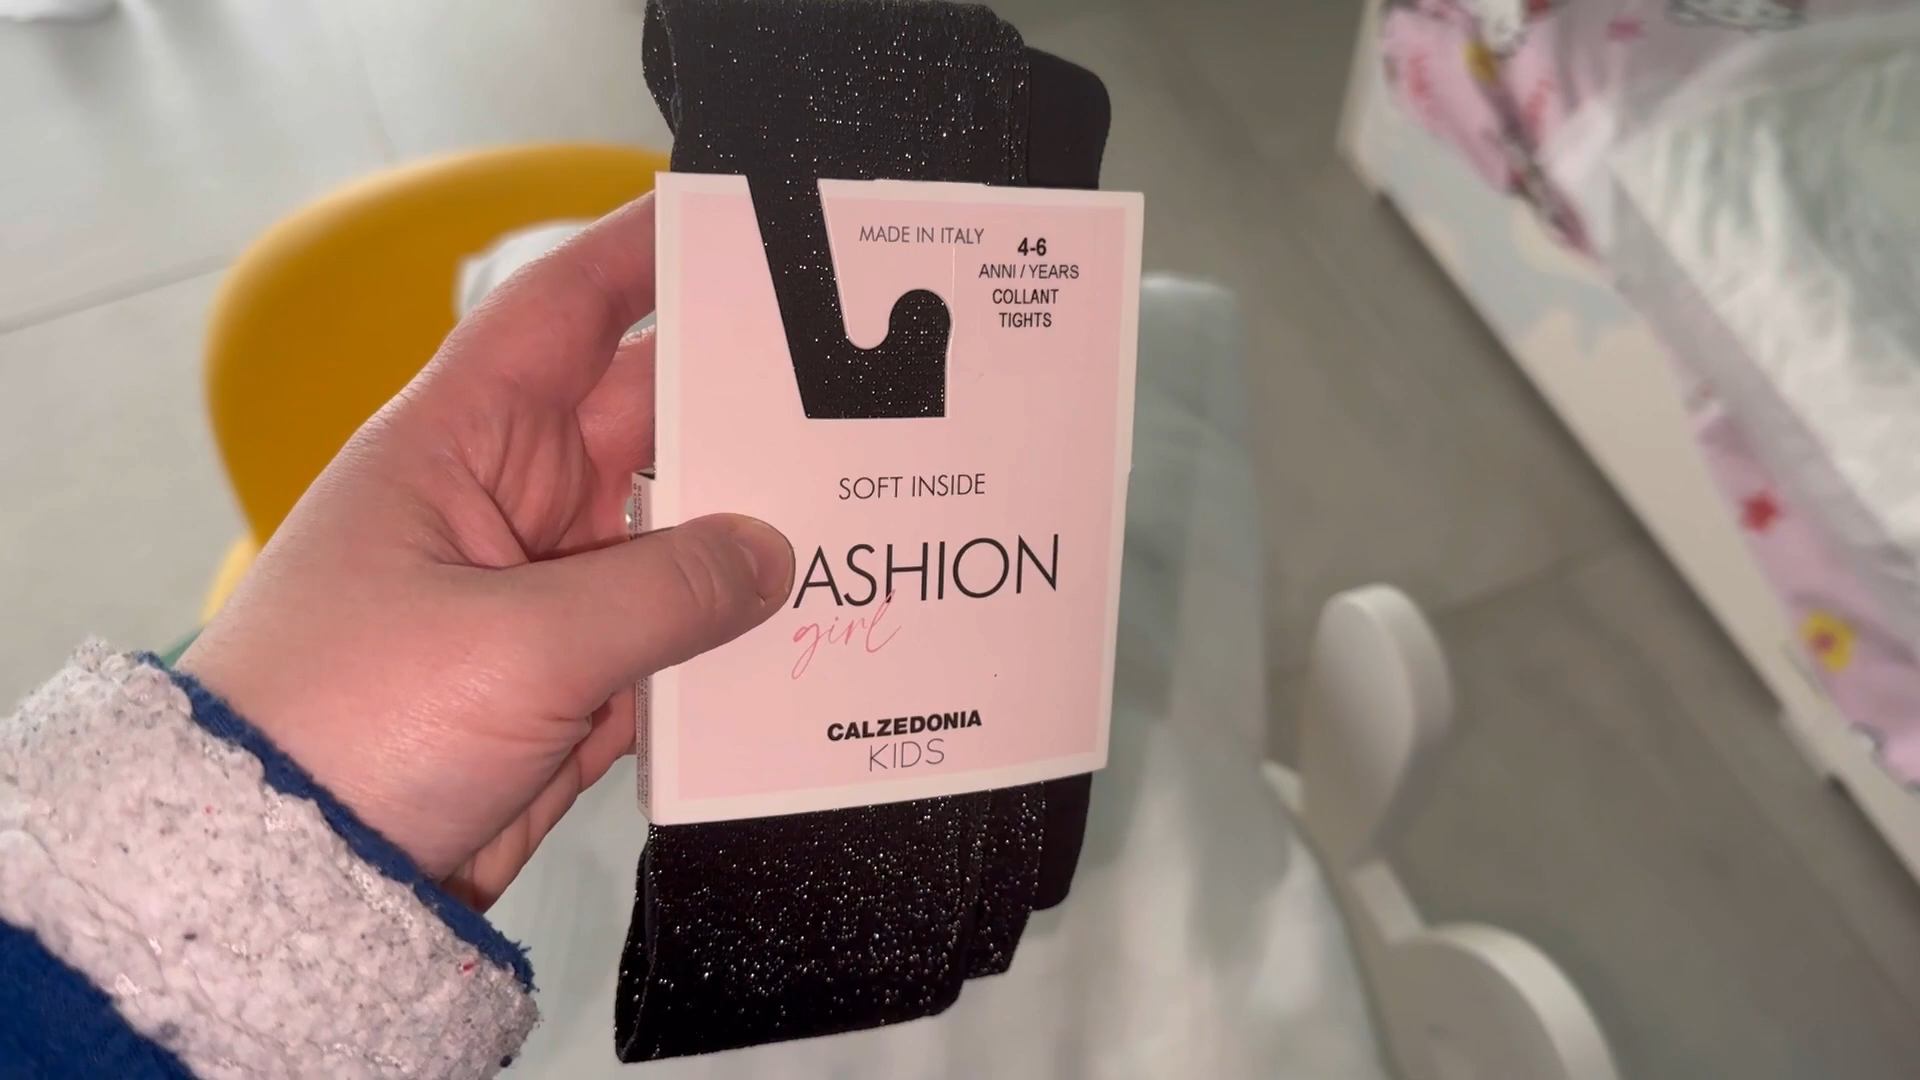 MADE IN ITALY
4-6
ANNI / YEARS
COLLANT
TIGHTS
SOFT INSIDE
ASHION
girl
CALZEDONIA
KIDS